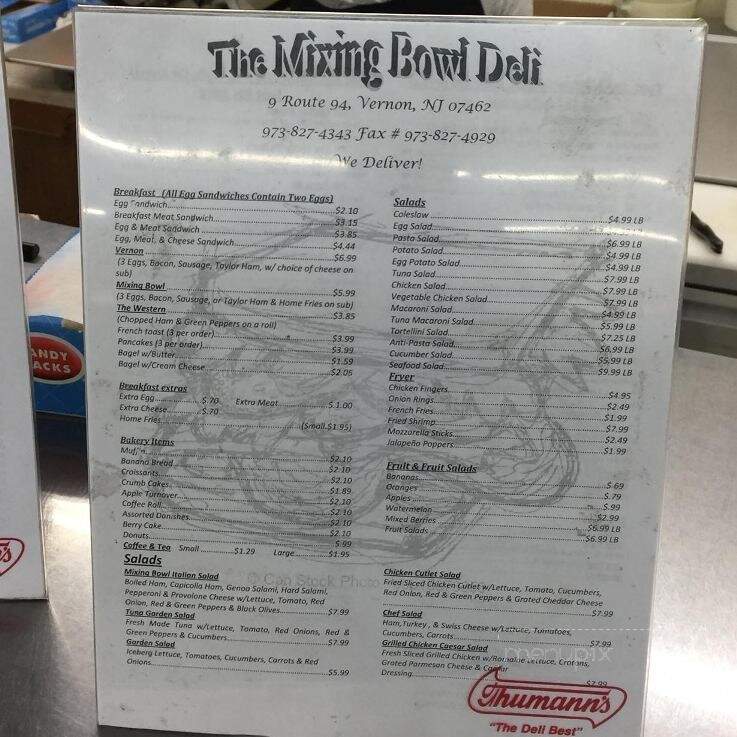 The Mixing Bowl Deli
9 Route 94, Vernon, NJ 07462
973-827-4343 Fax # 973-827-4929
We Deliver!
Breakfast (All Egg Sandwiches Contain Two Eggs)
Egg Sandwich $2.10
Breakfast Meat Sandwich $3.15
Egg & Meat Sandwich $3.85
Egg, Meat, & Cheese Sandwich $4.44
Vernon $6.99
(3 Eggs, Bacon, Sausage, Taylor Ham, w/ choice of cheese on
sub)
Mixing Bowl $5.99
(3 Eggs, Bacon, Sausage, or Taylor Ham & Home Fries on sub)
The Western $3.85
(Chopped Ham & Green Peppers on a roll)
French toast (3 per order) $3.99
Pancakes (3 per order) $3.99
Bagel w/Butter $1.59
Bagel w/Cream Cheese $2.05
Breakfast extras
Extra Egg $.70 Extra Meat $1.00
Extra Cheese $.70
Home Fries (Small $1.95)
Bakery Items
Muffin $2.10
Banana Bread $2.10
Croissants $2.10
Crumb Cakes $1.89
Apple Turnover $2.10
Coffee Roll $2.10
Assorted Danishes $2.10
Berry Cake $2.10
Donuts $.99
Coffee & Tea Small $1.29 Large $1.95
Salads
Mixing Bowl Italian Salad
Boiled Ham, Capicolla Ham, Genoa Salami, Hard Salami,
Pepperoni & Provolone Cheese w/Lettuce, Tomato, Red
Onion, Red & Green Peppers & Black Olives $7.99
Tuna Garden Salad
Fresh Made Tuna w/Lettuce, Tomato, Red Onions, Red &
Green Peppers & Cucumbers $7.99
Garden Salad
Iceberg Lettuce, Tomatoes, Cucumbers, Carrots & Red
Onions $5.99
Salads
Coleslaw $4.99 LB
Egg Salad
Pasta Salad $6.99 LB
Potato Salad $4.99 LB
Egg Potato Salad $4.99 LB
Tuna Salad $7.99 LB
Chicken Salad $7.99 LB
Vegetable Chicken Salad $7.99 LB
Macaroni Salad $4.99 LB
Tuna Macaroni Salad $5.99 LB
Tortellini Salad $7.25 LB
Anti-Pasta Salad $6.99 LB
Cucumber Salad $5.99 LB
Seafood Salad $9.99 LB
Fryer
Chicken Fingers $4.95
Onion Rings $2.49
French Fries $1.99
Fried Shrimp $7.99
Mozzarella Sticks $2.49
Jalapeño Poppers $1.99
Fruit & Fruit Salads
Bananas $.69
Oranges $.79
Apples $.99
Watermelon $2.99
Mixed Berries $6.99 LB
Fruit Salads $6.99 LB
Chicken Cutlet Salad
Fried Sliced Chicken Cutlet w/Lettuce, Tomato, Cucumbers,
Red Onion, Red & Green Peppers & Grated Cheddar Cheese
$7.99
Chef Salad
Ham, Turkey, & Swiss Cheese w/Lettuce, Tomatoes,
Cucumbers, Carrots $7.99
Grilled Chicken Caesar Salad
Fresh Sliced Grilled Chicken w/Romaine Lettuce, Crotons,
Grated Parmesan Cheese & Caesar
Dressing $7.99
© Can Stock Photo
menupix
Thumann's
"The Deli Best"
ANDY
ACKS